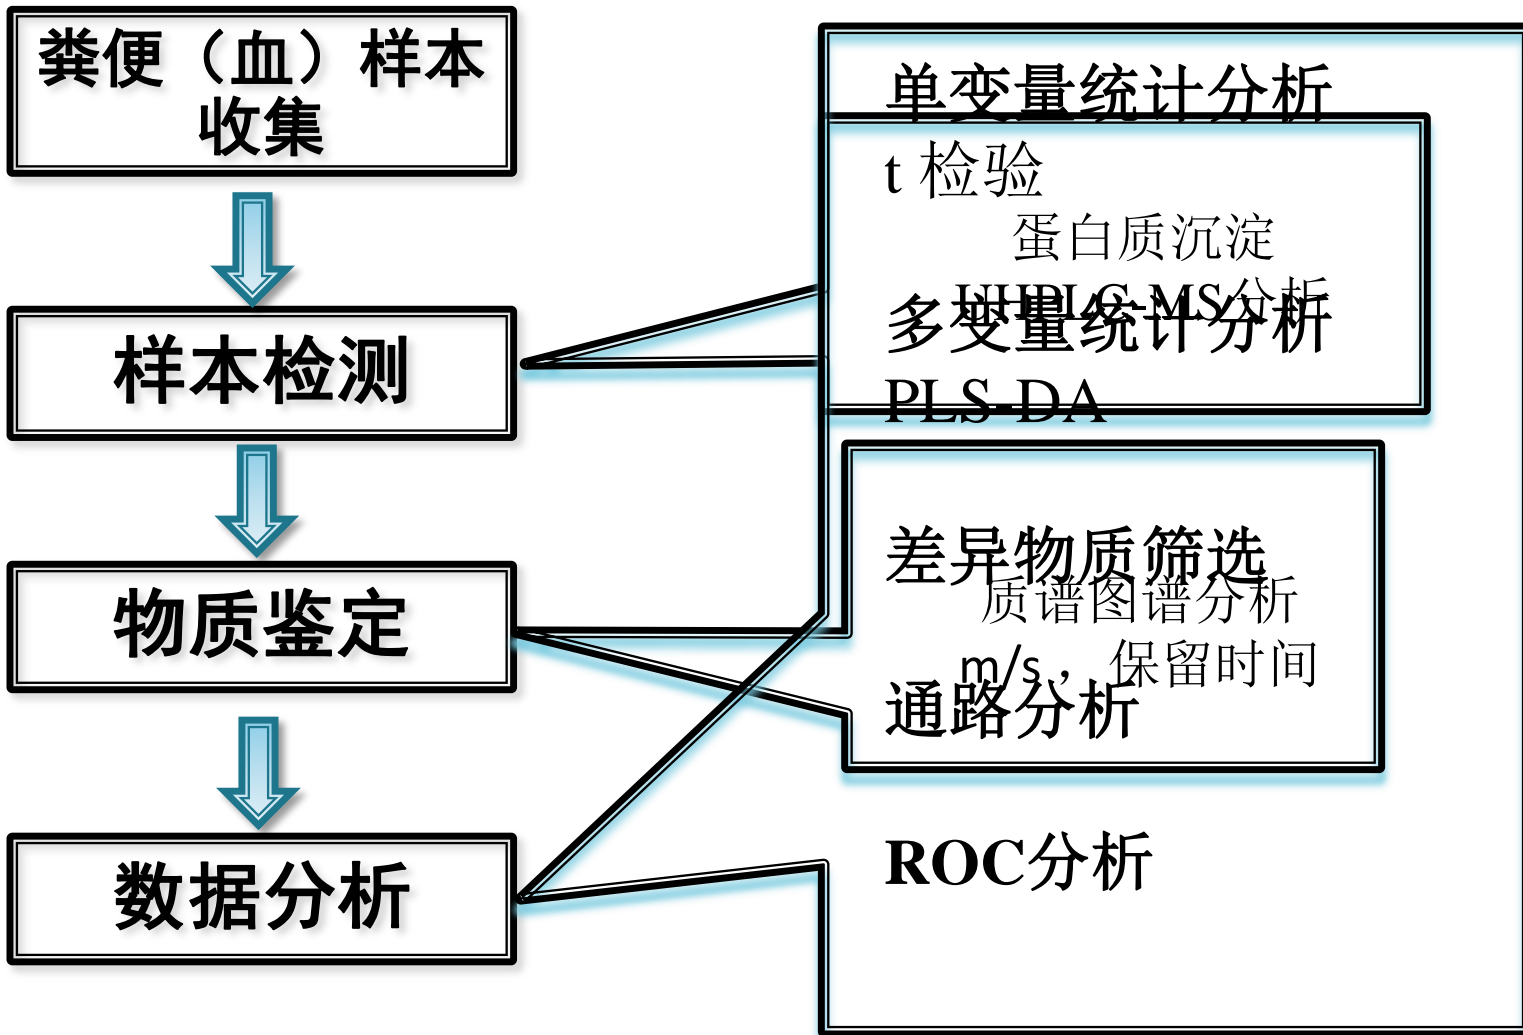 粪便（血）样本
收集
样本检测
物质鉴定
数据分析
单变量统计分析
t 检验
多变量统计分析
PLS-DA
差异物质筛选
通路分析
ROC分析
蛋白质沉淀
UHPLC-MS分析
质谱图谱分析
m/s，保留时间